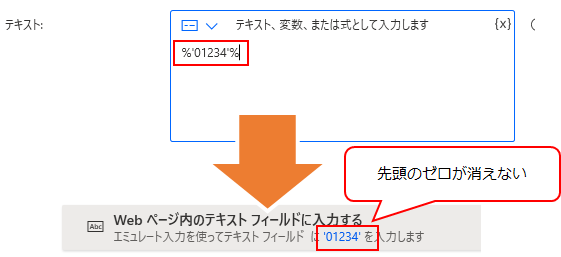 テキスト:
テキスト、変数、または式として入力します {x}
%'01234'%
先頭のゼロが消えない
Web ページ内のテキスト フィールドに入力する
Abc
エミュレート入力を使ってテキスト フィールド に '01234' を入力します